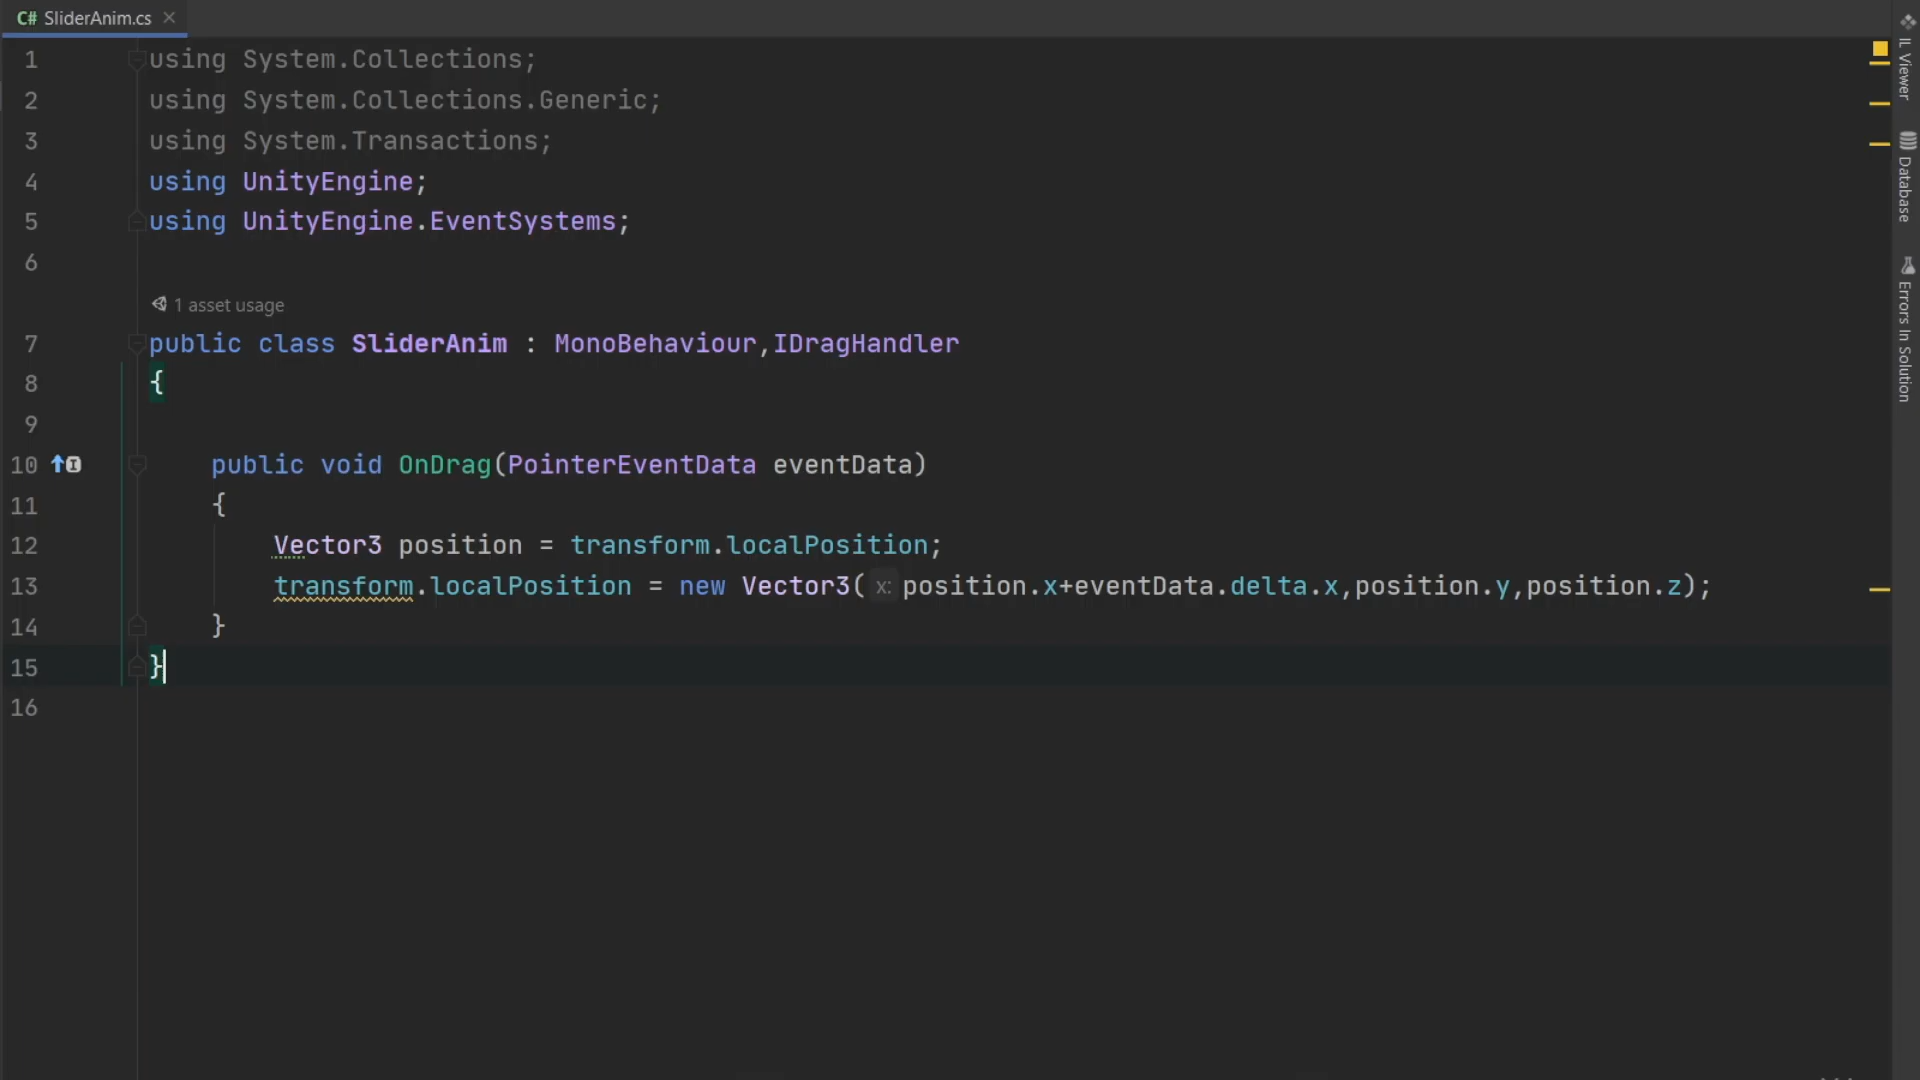 C# SliderAnim.cs
1 using System.Collections;
2 using System.Collections.Generic;
3 using System.Transactions;
4 using UnityEngine;
5 using UnityEngine.EventSystems;
6
1 asset usage
7 public class SliderAnim : MonoBehaviour,IDragHandler
8 {
9
10 public void OnDrag(PointerEventData eventData)
11 {
12 Vector3 position = transform.localPosition;
13 transform.localPosition = new Vector3( x: position.x+eventData.delta.x,position.y,position.z);
14 }
15 }
16
IL Viewer
Database
Errors In Solution